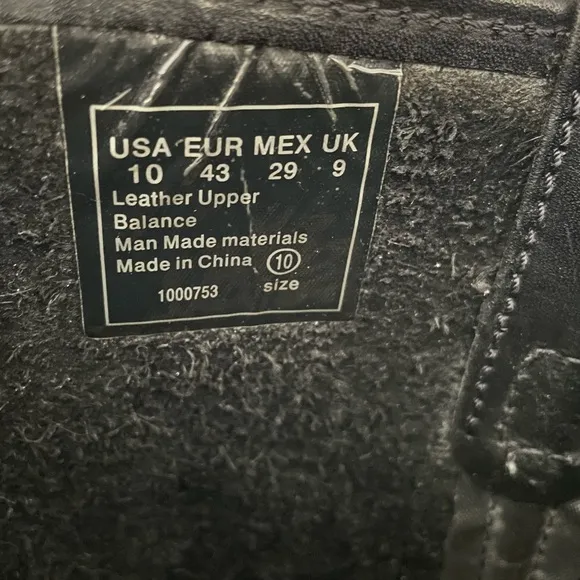 USA EUR MEX UK
10 43 29 9
Leather Upper
Balance
Man Made materials
Made in China 10
1000753 size